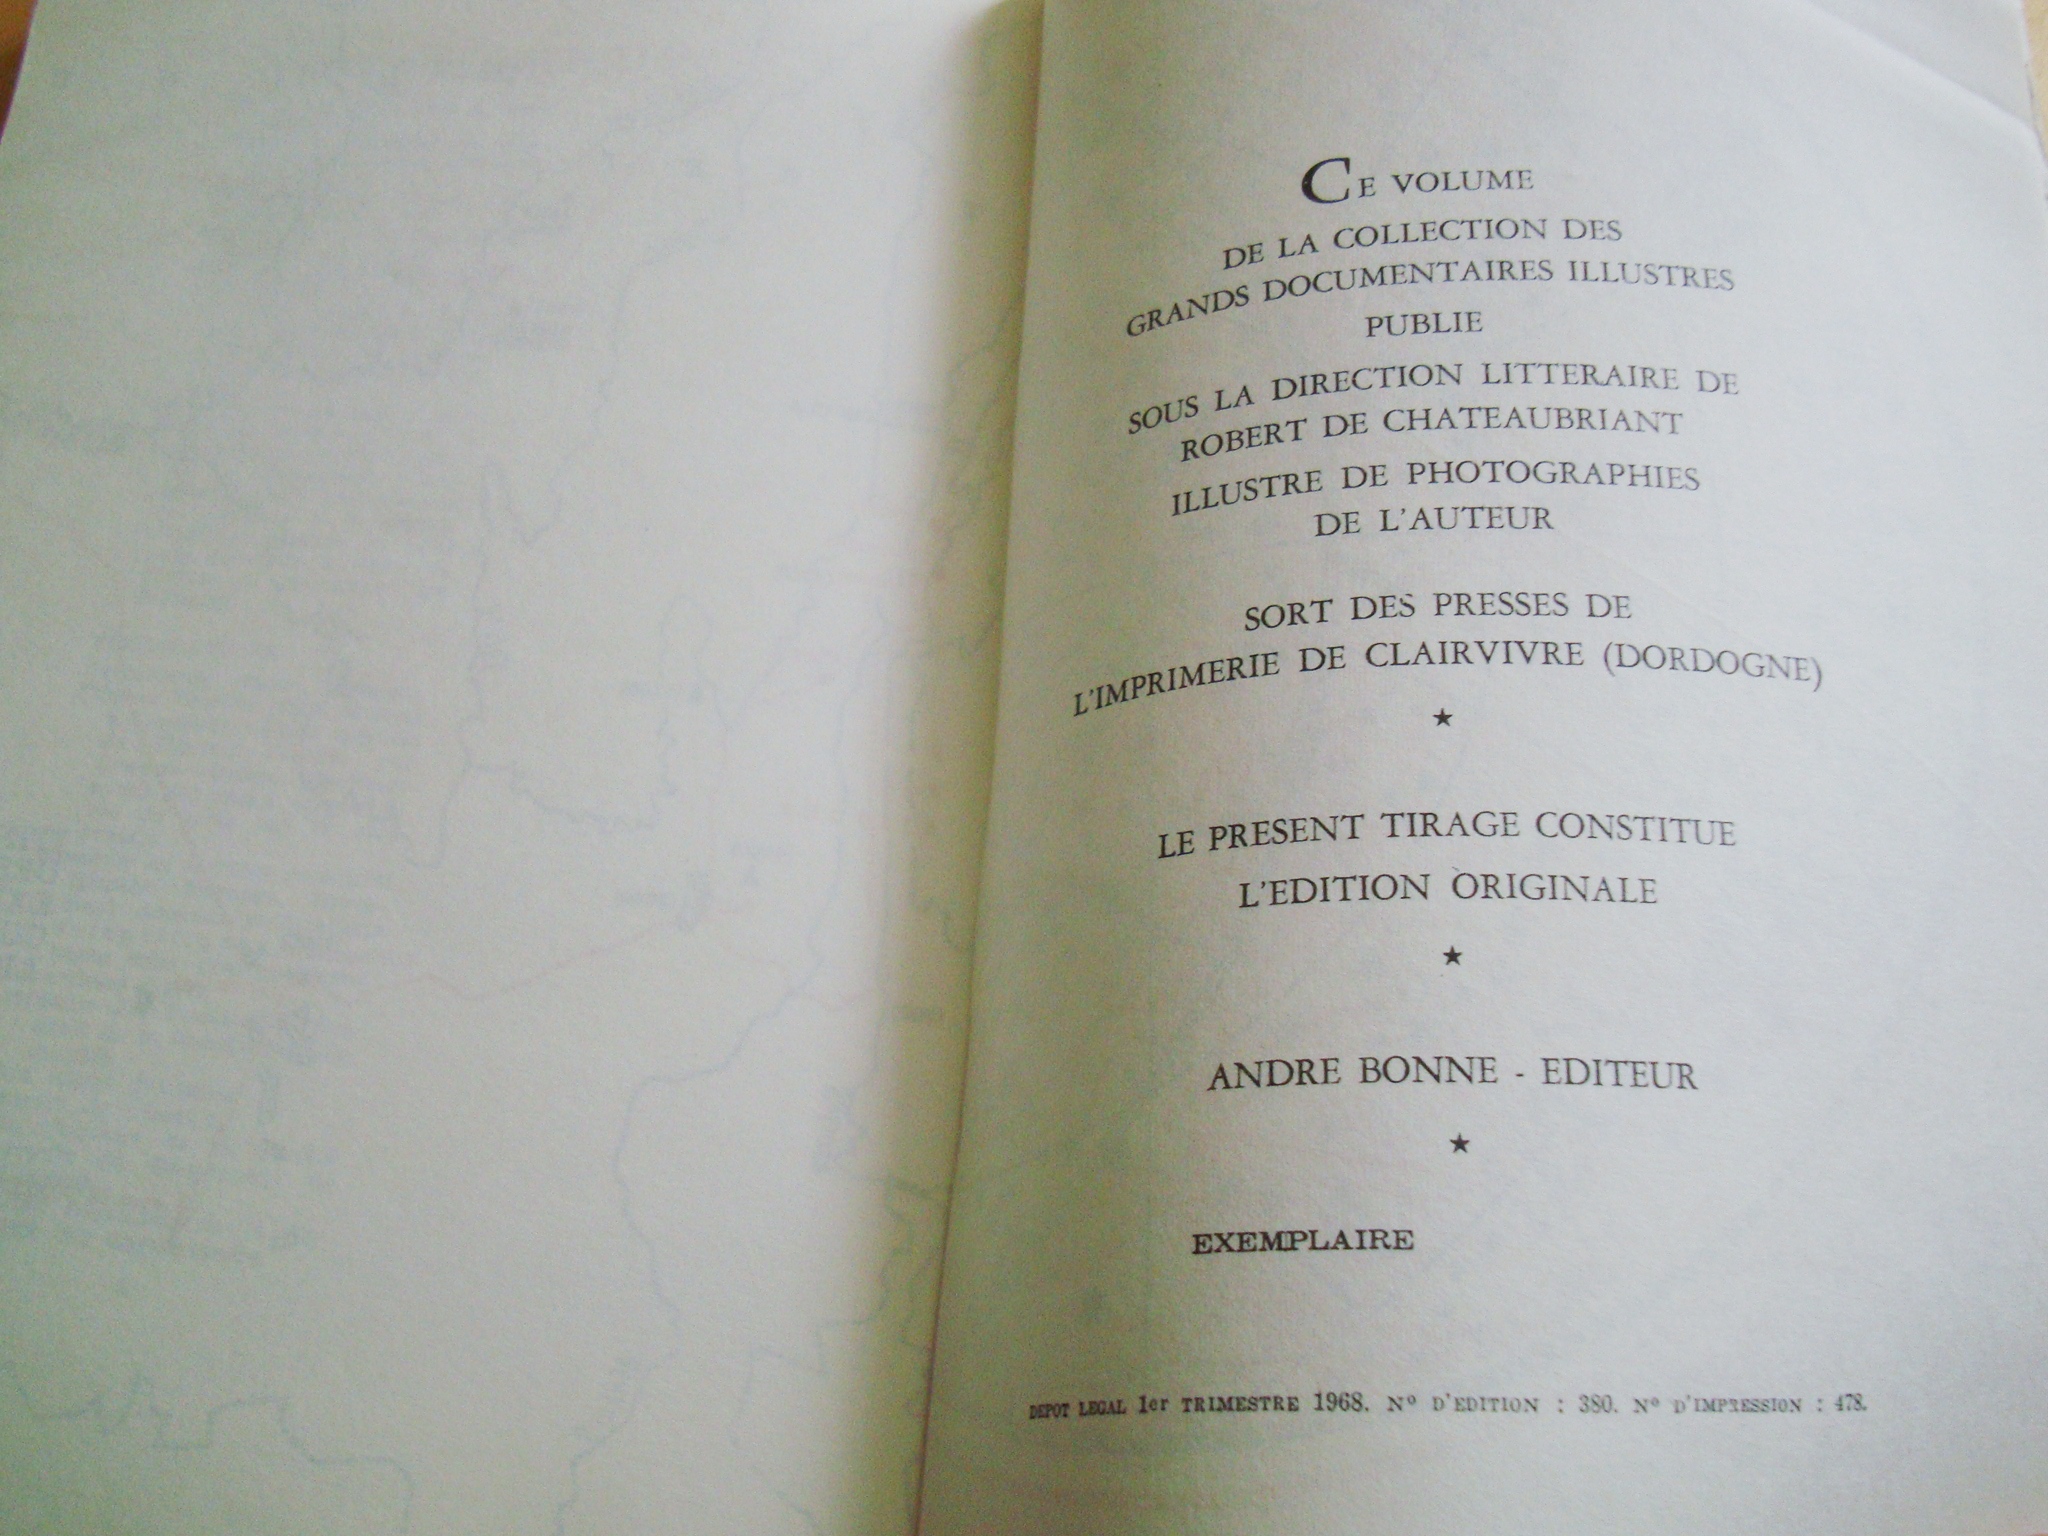 CE VOLUME
DE LA COLLECTION DES
GRANDS DOCUMENTAIRES ILLUSTRES
PUBLIE
SOUS LA DIRECTION LITTERAIRE DE
ROBERT DE CHATEAUBRIANT
ILLUSTRE DE PHOTOGRAPHIES
DE L'AUTEUR
SORT DES PRESSES DE
L'IMPRIMERIE DE CLAIRVIVRE (DORDOGNE)
★
LE PRESENT TIRAGE CONSTITUE
L'EDITION ORIGINALE
★
ANDRE BONNE - EDITEUR
★
EXEMPLAIRE
DEPOT LEGAL 1er TRIMESTRE 1968. N° D'EDITION : 380. N° D'IMPRESSION : 478.